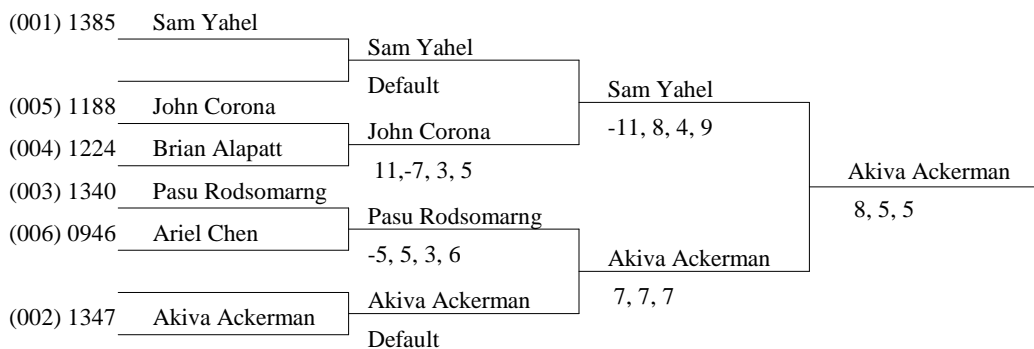 (001) 1385 Sam Yahel
Sam Yahel
Default
Sam Yahel
(005) 1188 John Corona
-11, 8, 4, 9
John Corona
(004) 1224 Brian Alapatt
11,-7, 3, 5
Akiva Ackerman
(003) 1340 Pasu Rodsomarng
8, 5, 5
Pasu Rodsomarng
(006) 0946 Ariel Chen
-5, 5, 3, 6
Akiva Ackerman
7, 7, 7
Akiva Ackerman
(002) 1347 Akiva Ackerman
Default